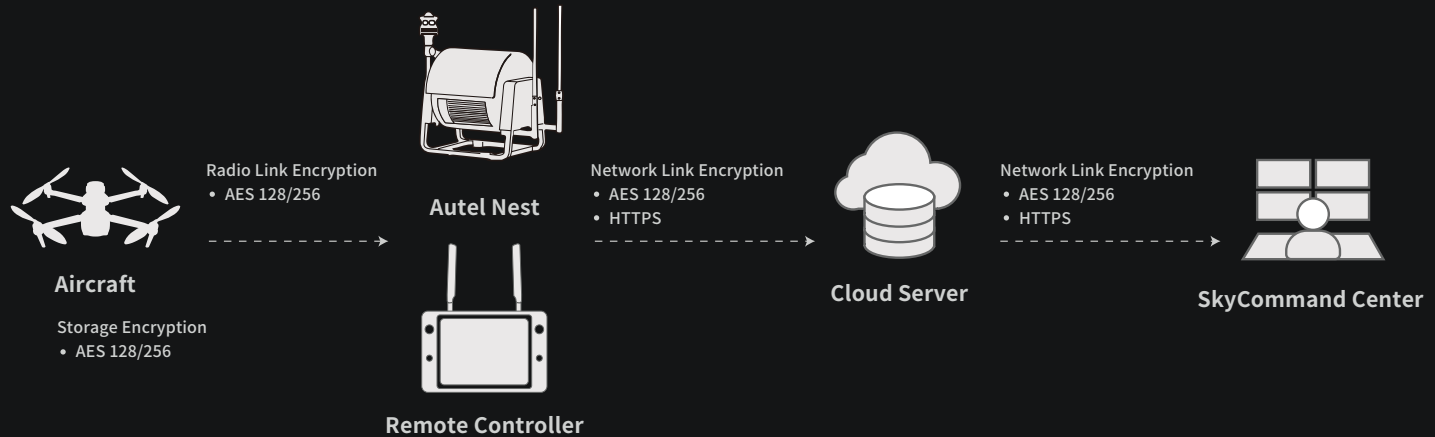 Radio Link Encryption
• AES 128/256
Aircraft
Storage Encryption
• AES 128/256
Autel Nest
Remote Controller
Network Link Encryption
• AES 128/256
• HTTPS
Cloud Server
Network Link Encryption
• AES 128/256
• HTTPS
SkyCommand Center